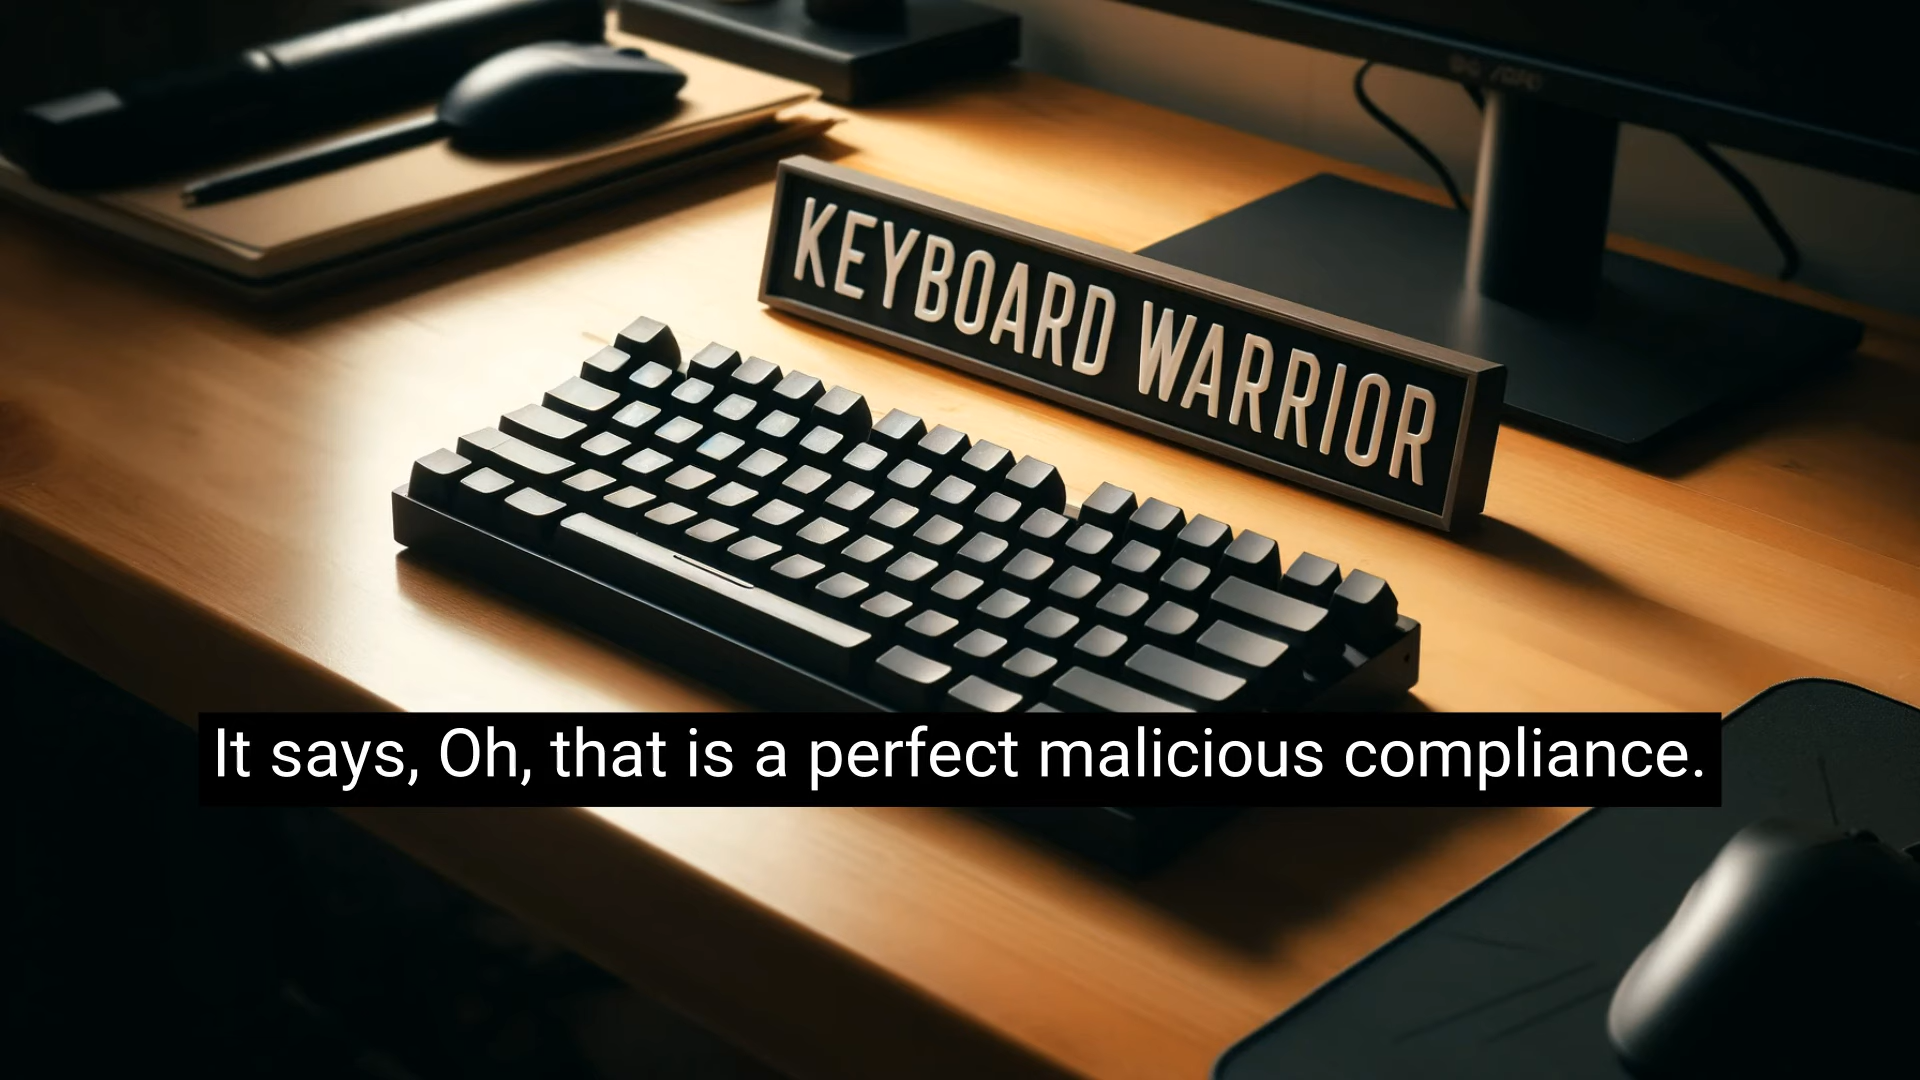 KEYBOARD WARRIOR
It says, Oh, that is a perfect malicious compliance.